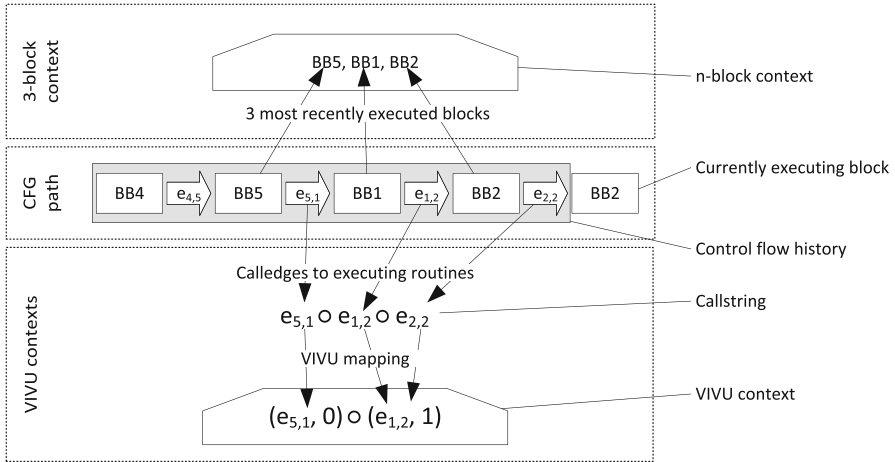 3-block context
BB5, BB1, BB2
n-block context
3 most recently executed blocks
CFG path
BB4 e4,5 BB5 e5,1 BB1 e1,2 BB2 e2,2 BB2
Currently executing block
Control flow history
VIVU contexts
Calledges to executing routines
e5,1 o e1,2 o e2,2
Callstring
VIVU mapping
VIVU context
(e5,1, 0) o (e1,2, 1)